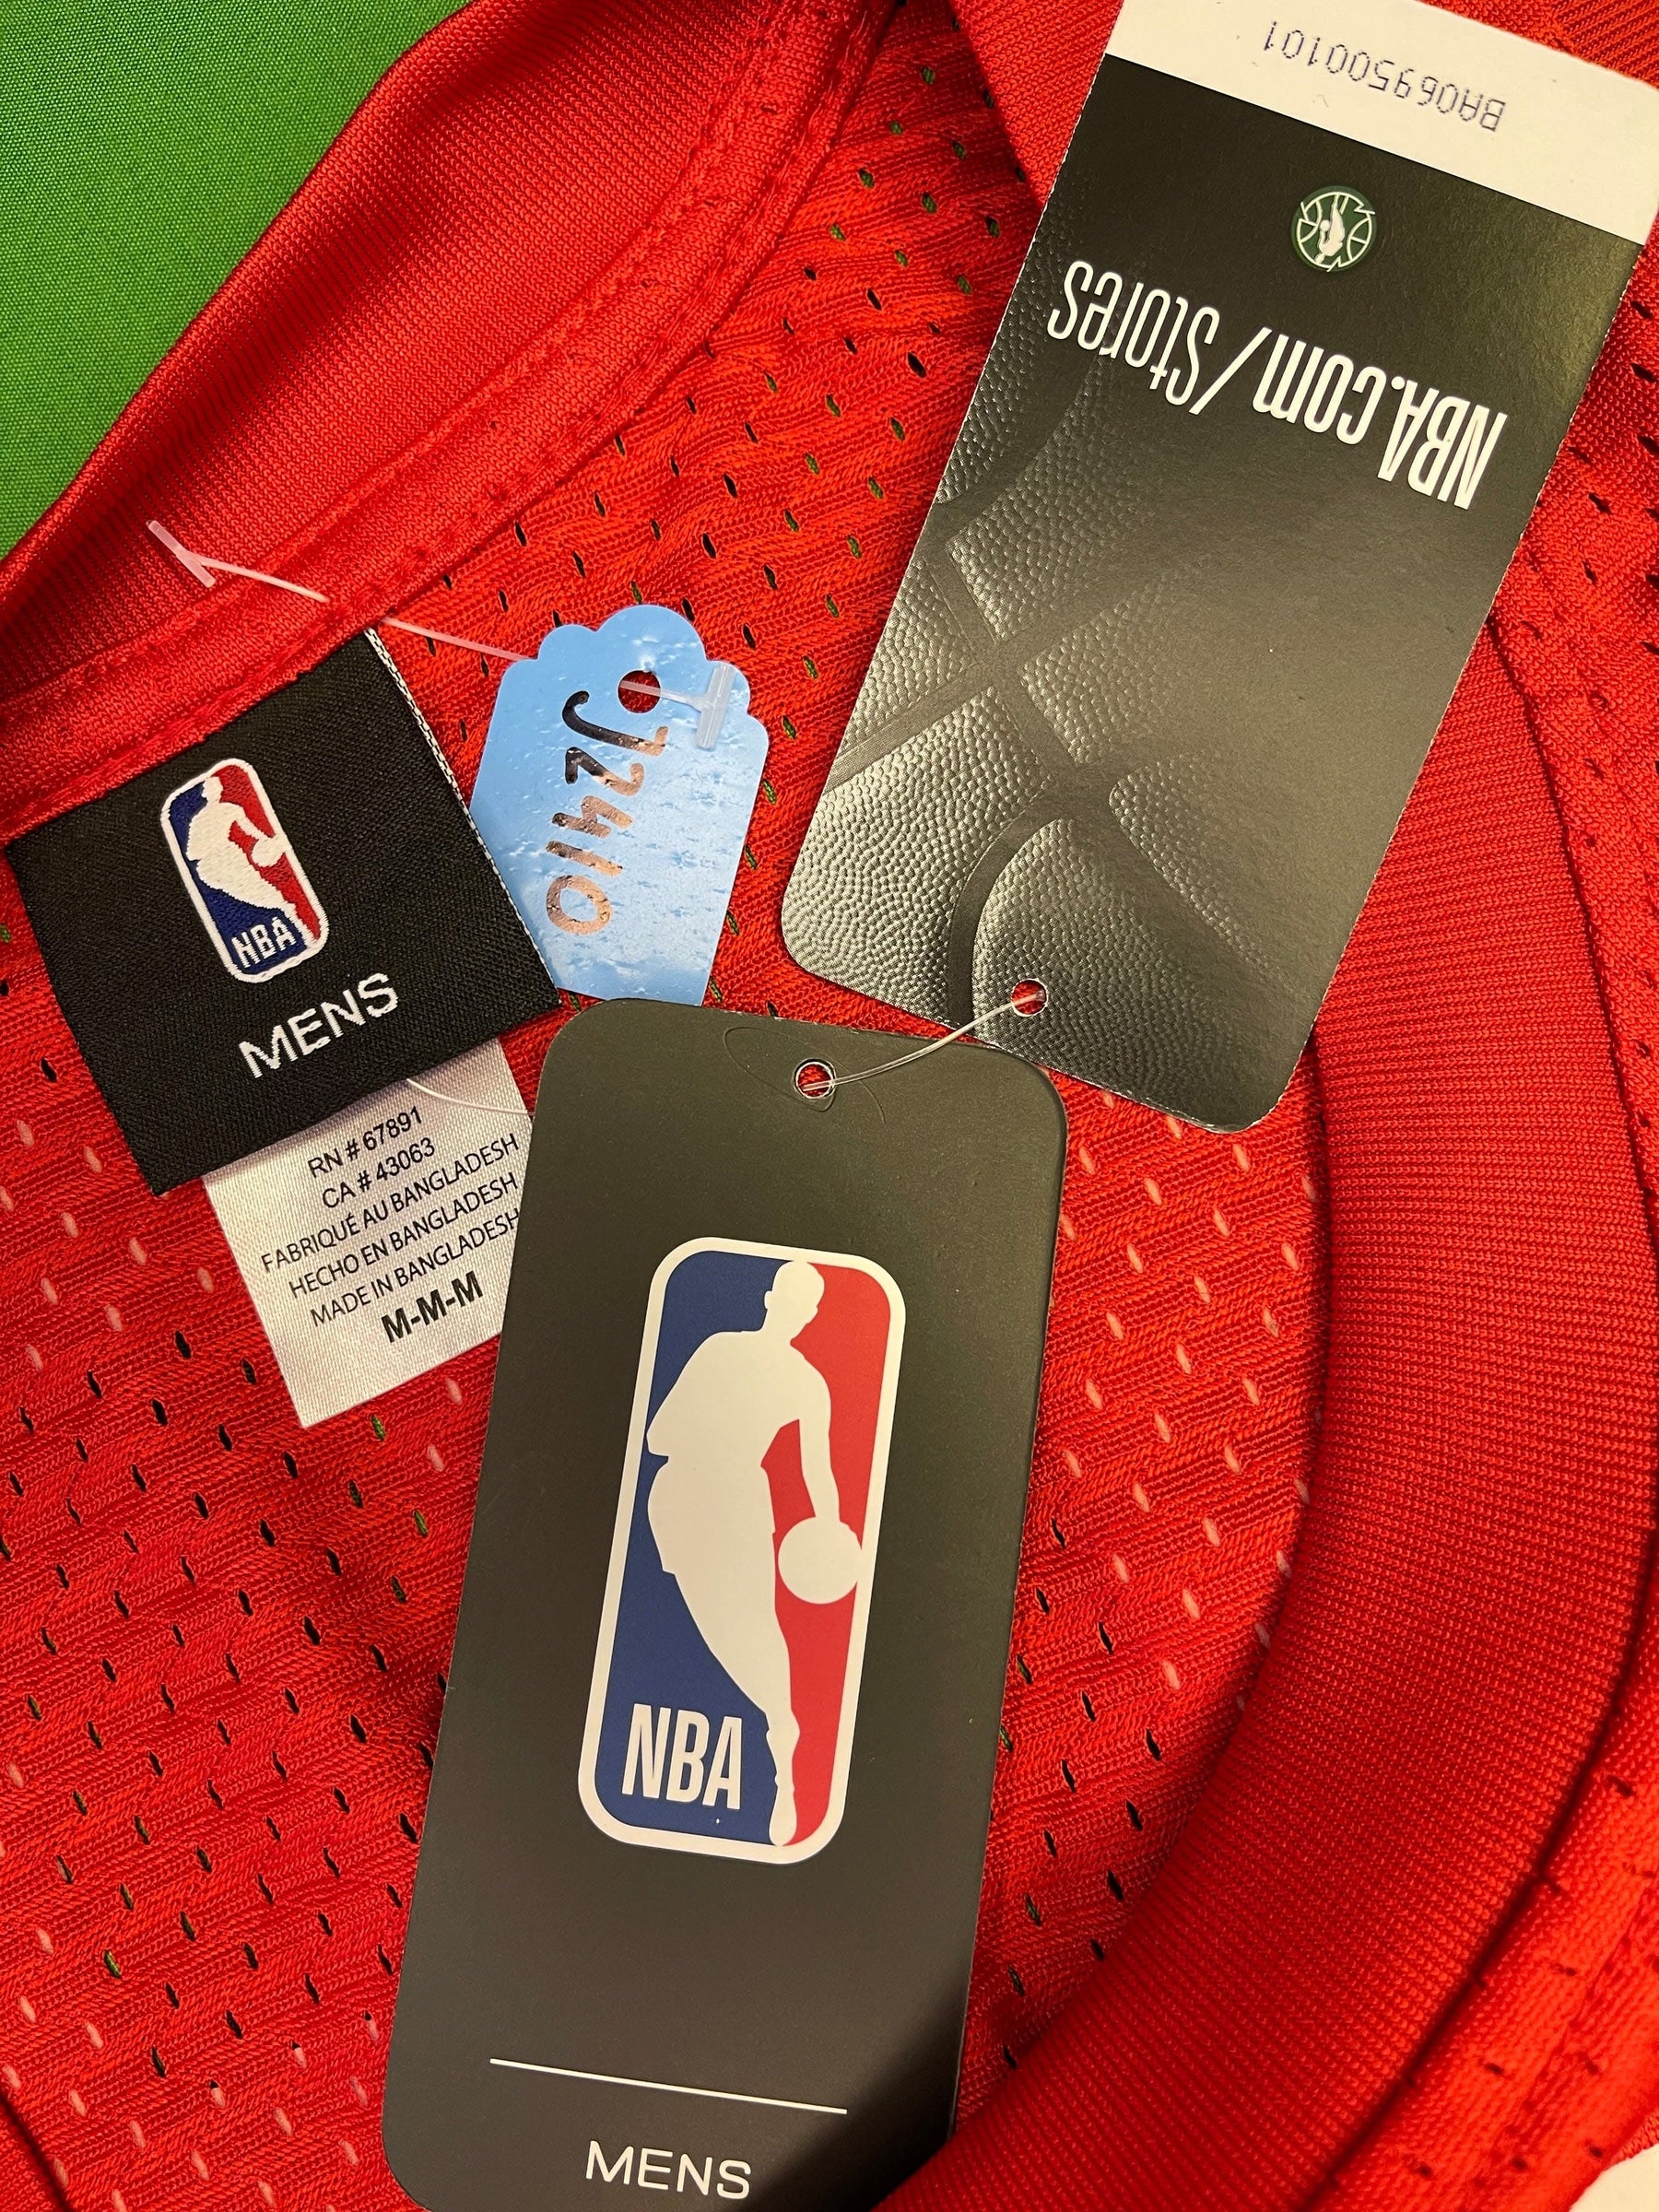 BA069500101
NBA.com/Stores
J2410
NBA
MENS
RN # 67891
CA # 43063
FABRIQUÉ AU BANGLADESH
HECHO EN BANGLADESH
MADE IN BANGLADESH
M-M-M
NBA
MENS